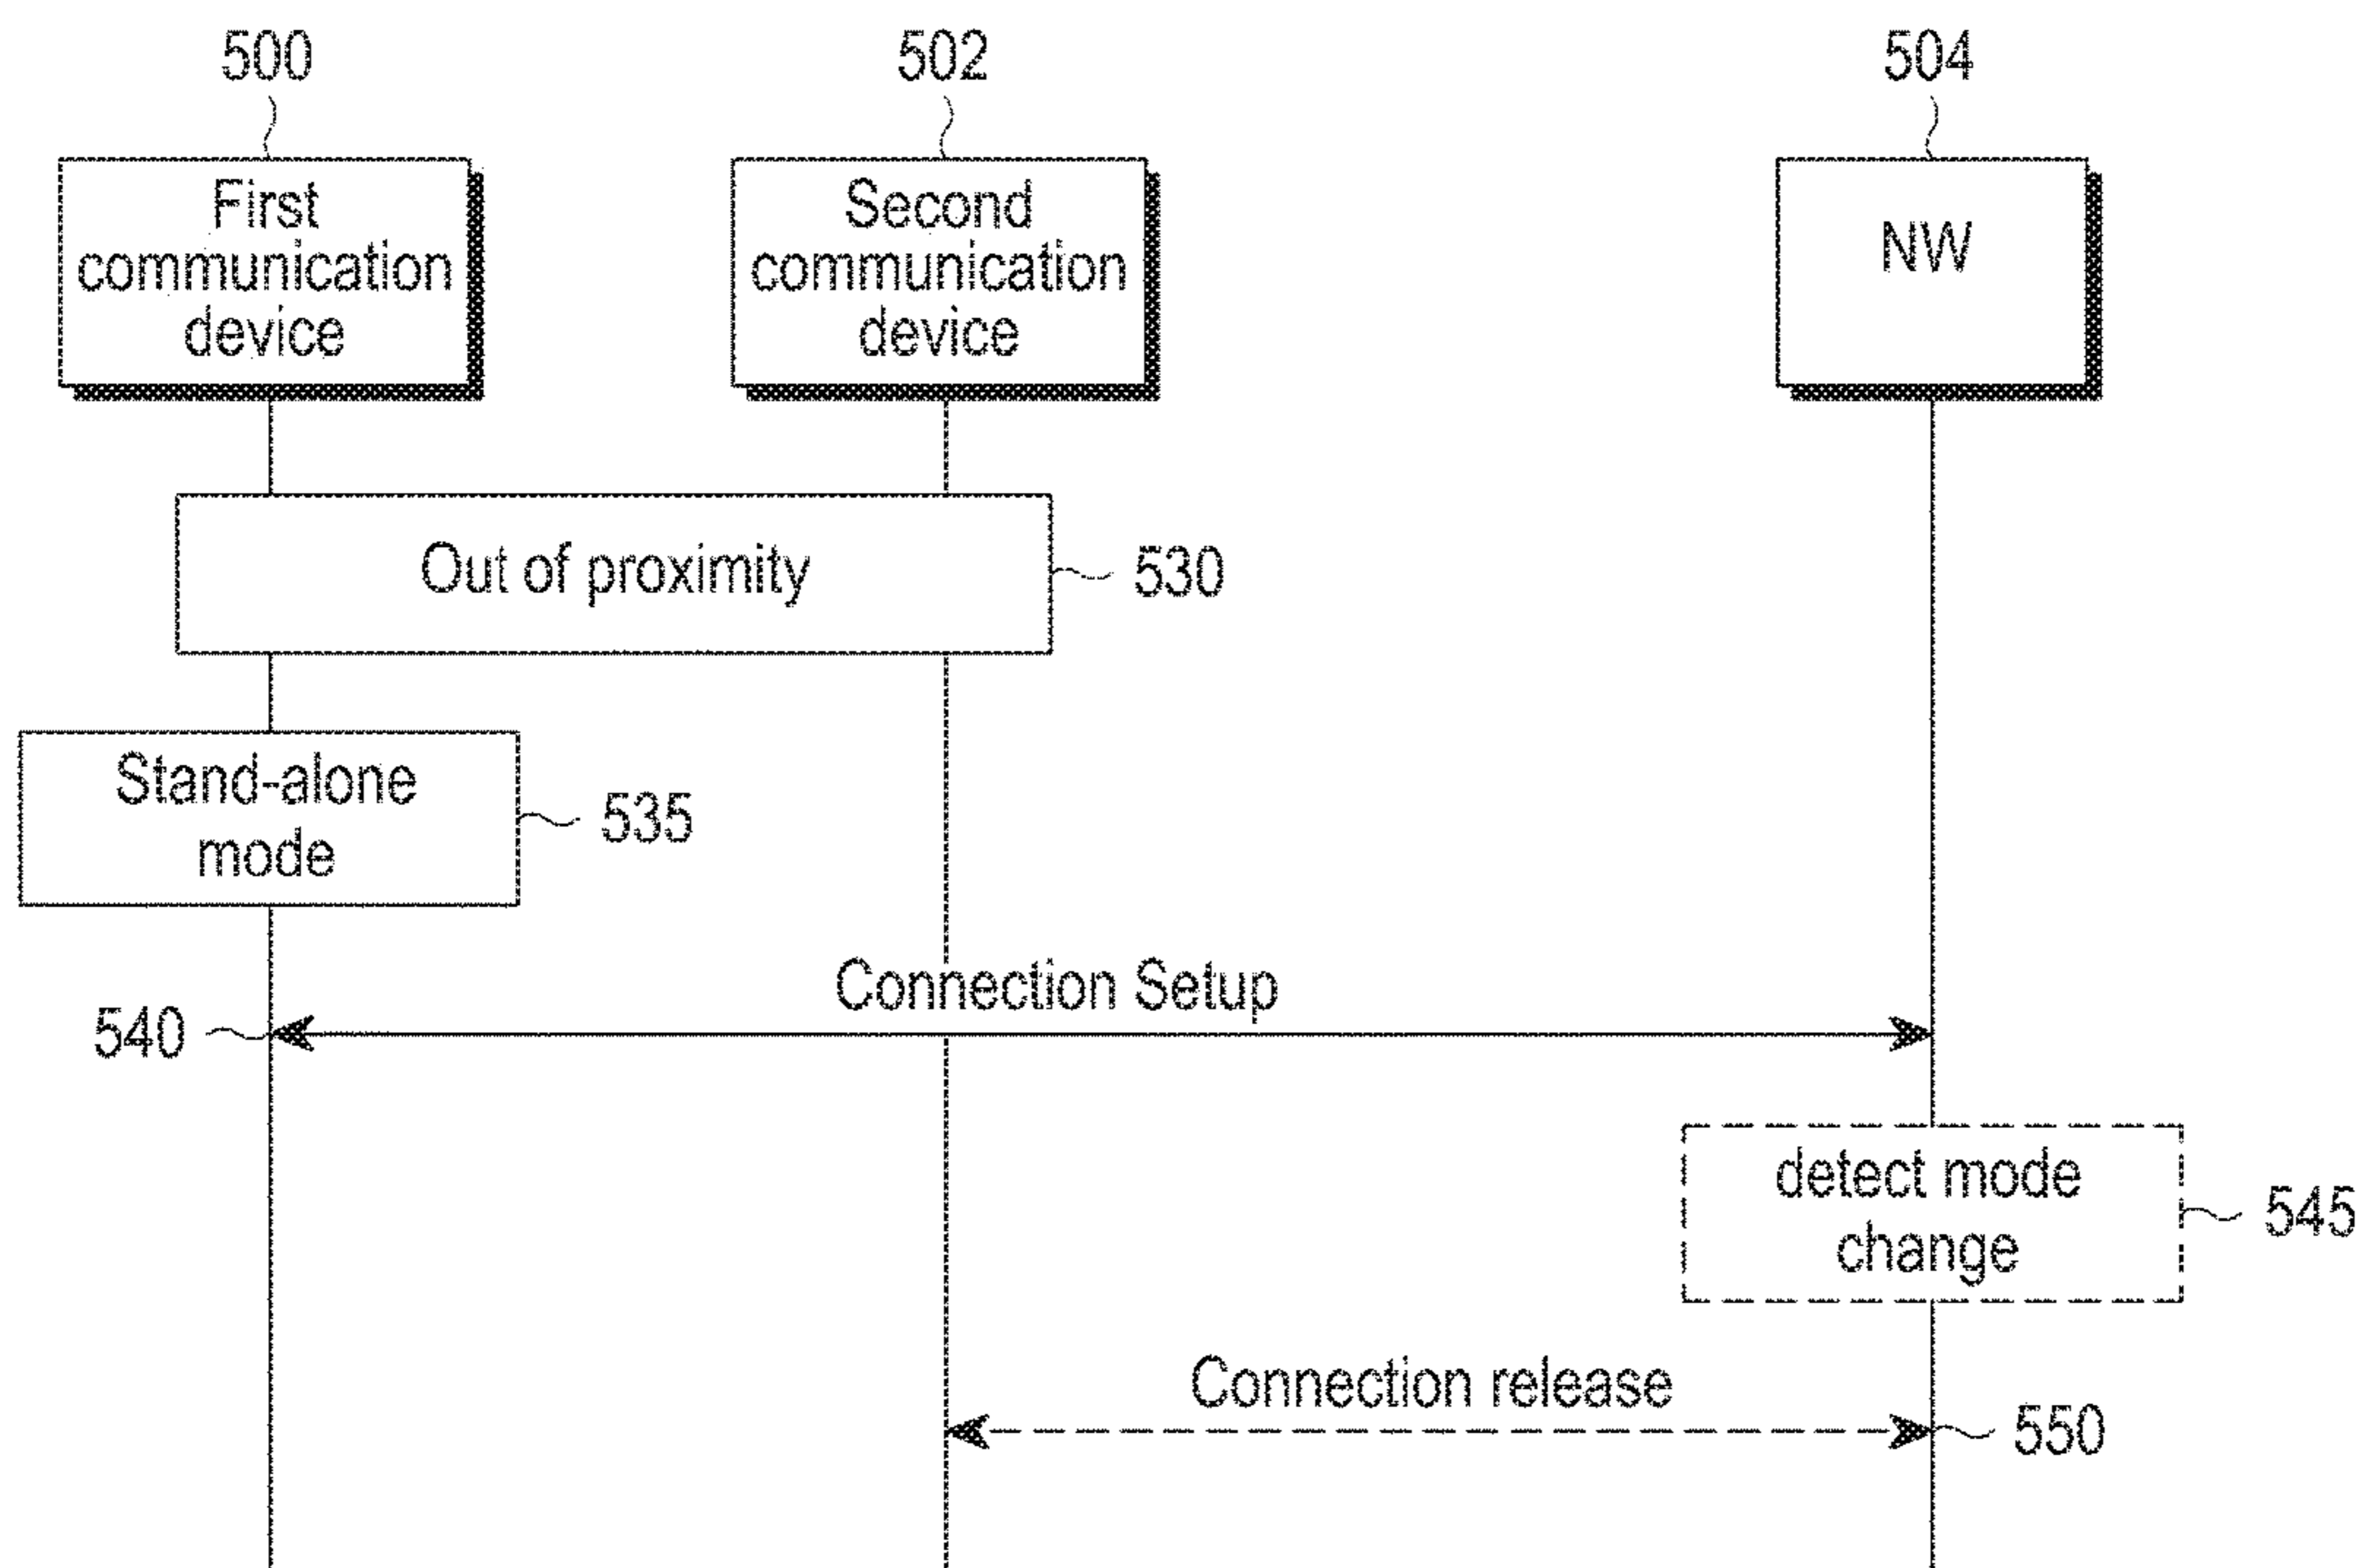 500
502
504
First
communication
device
Second
communication
device
NW
Out of proximity
530
Stand-alone
mode
535
Connection Setup
540
detect mode
change
545
Connection release
550